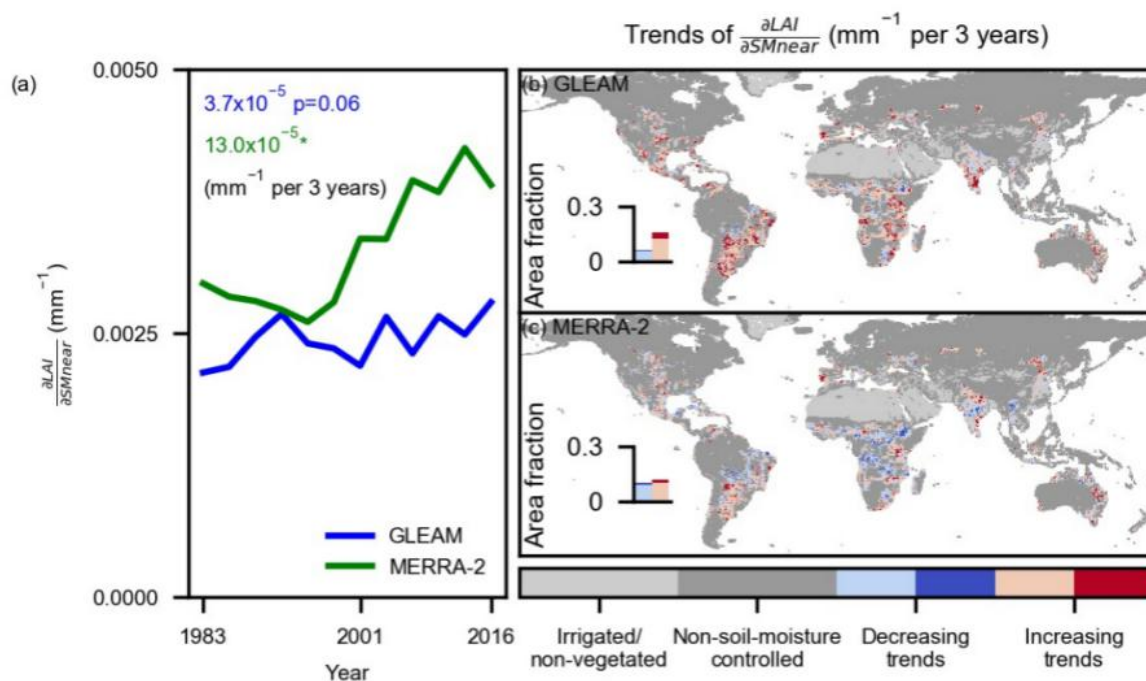 Trends of ∂LAI/∂SMnear (mm⁻¹ per 3 years)
(a)
0.0050
3.7x10⁻⁵ p=0.06
13.0x10⁻⁵*
(mm⁻¹ per 3 years)
∂LAI/∂SMnear (mm⁻¹)
0.0025
0.0000
GLEAM
MERRA-2
1983
2001
2016
Year
(b) GLEAM
Area fraction
0.3
0
(c) MERRA-2
Area fraction
0.3
0
Irrigated/
non-vegetated
Non-soil-moisture
controlled
Decreasing
trends
Increasing
trends